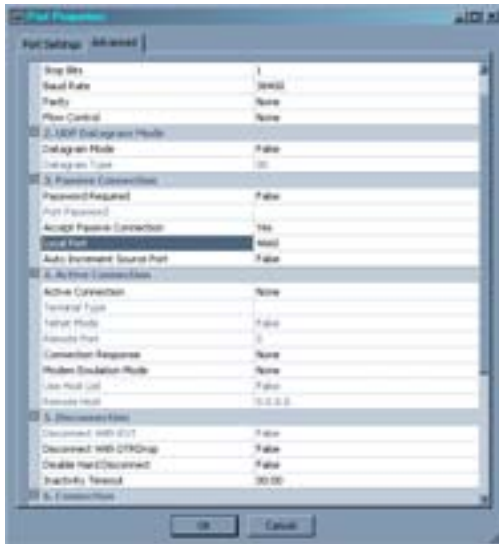 Port Properties
Port Settings Advanced
Stop Bits 1
Baud Rate 38400
Parity None
Flow Control None
2. UDP Datagram Mode
Datagram Mode False
Datagram Type 00
3. Passive Connection
Password Required False
Port Password
Accept Passive Connection Yes
Local Port
Auto Increment Source Port False
4. Active Connection
Active Connection None
Terminal Type
Telnet Mode False
Remote Port 0
Connection Response None
Modem Emulation Mode None
Use Host List False
Remote Host 0.0.0.0
5. Disconnection
Disconnect With EOT False
Disconnect With DTRDrop False
Disable Hard Disconnect False
Inactivity Timeout 00:00
6. Connection
OK Cancel